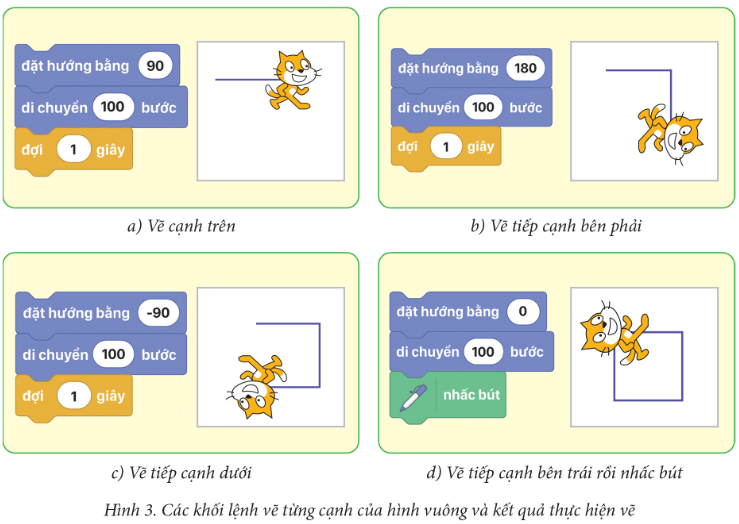 đặt hướng bằng 90
di chuyển 100 bước
đợi 1 giây
a) Vẽ cạnh trên
đặt hướng bằng 180
di chuyển 100 bước
đợi 1 giây
b) Vẽ tiếp cạnh bên phải
đặt hướng bằng -90
di chuyển 100 bước
đợi 1 giây
c) Vẽ tiếp cạnh dưới
đặt hướng bằng 0
di chuyển 100 bước
nhấc bút
d) Vẽ tiếp cạnh bên trái rồi nhấc bút
Hình 3. Các khối lệnh vẽ từng cạnh của hình vuông và kết quả thực hiện vẽ